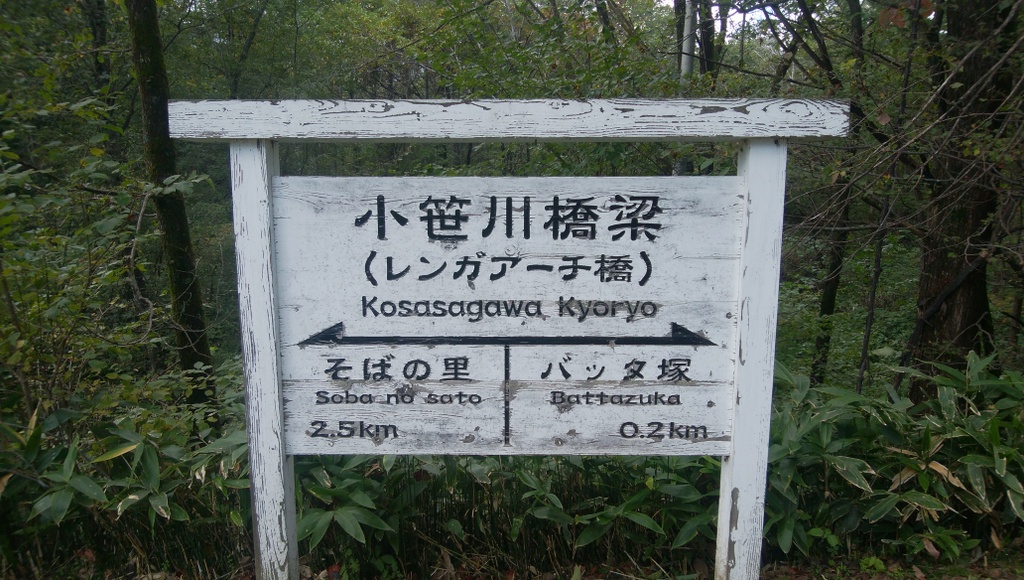 小笹川橋梁
(レンガアーチ橋)
Kosasagawa Kyoryo
そばの里 バッタ塚
Soba no sato Battazuka
2.5km 0.2km